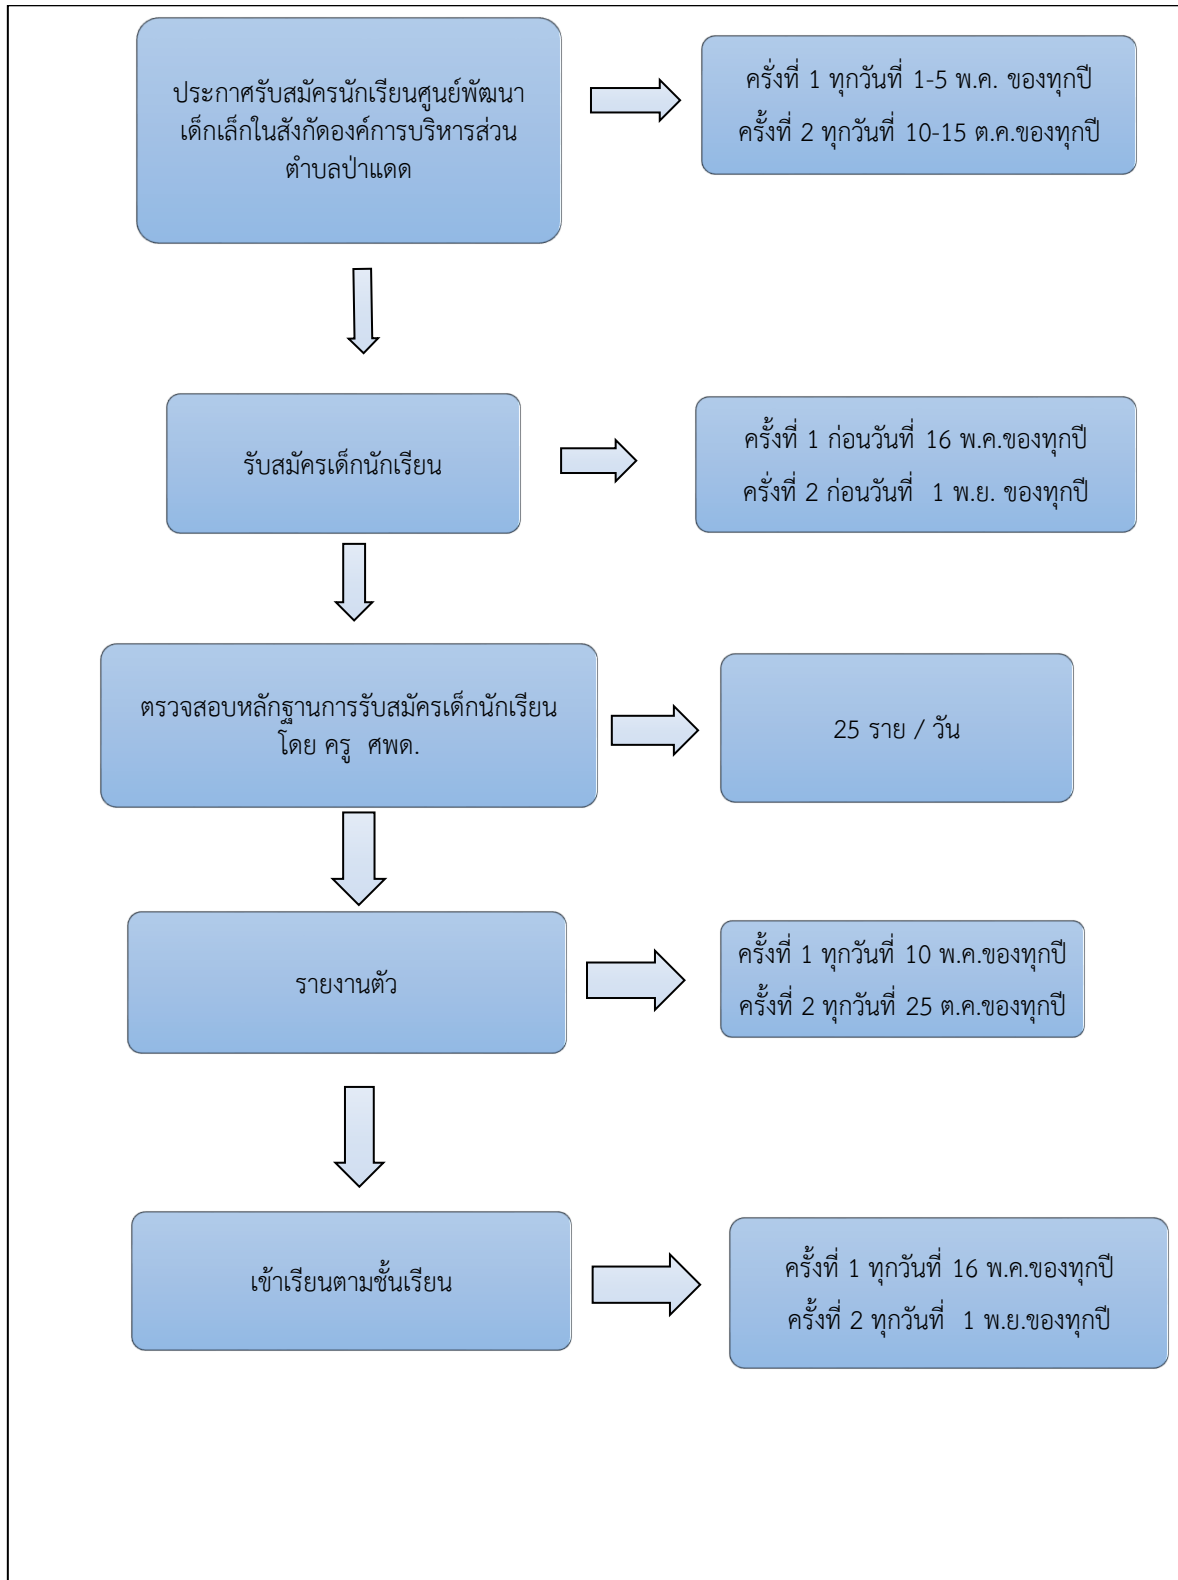 ประกาศรับสมัครนักเรียนศูนย์พัฒนา
เด็กเล็กในสังกัดองค์การบริหารส่วน
ตำบลป่าแดด
ครั่งที่ 1 ทุกวันที่ 1-5 พ.ค. ของทุกปี
ครั้งที่ 2 ทุกวันที่ 10-15 ต.ค.ของทุกปี
รับสมัครเด็กนักเรียน
ครั้งที่ 1 ก่อนวันที่ 16 พ.ค.ของทุกปี
ครั่งที่ 2 ก่อนวันที่ 1 พ.ย. ของทุกปี
ตรวจสอบหลักฐานการรับสมัครเด็กนักเรียน
โดย ครู ศพด.
25 ราย / วัน
รายงานตัว
ครั้งที่ 1 ทุกวันที่ 10 พ.ค.ของทุกปี
ครั้งที่ 2 ทุกวันที่ 25 ต.ค.ของทุกปี
เข้าเรียนตามชั้นเรียน
ครั้งที่ 1 ทุกวันที่ 16 พ.ค.ของทุกปี
ครั้งที่ 2 ทุกวันที่ 1 พ.ย.ของทุกปี